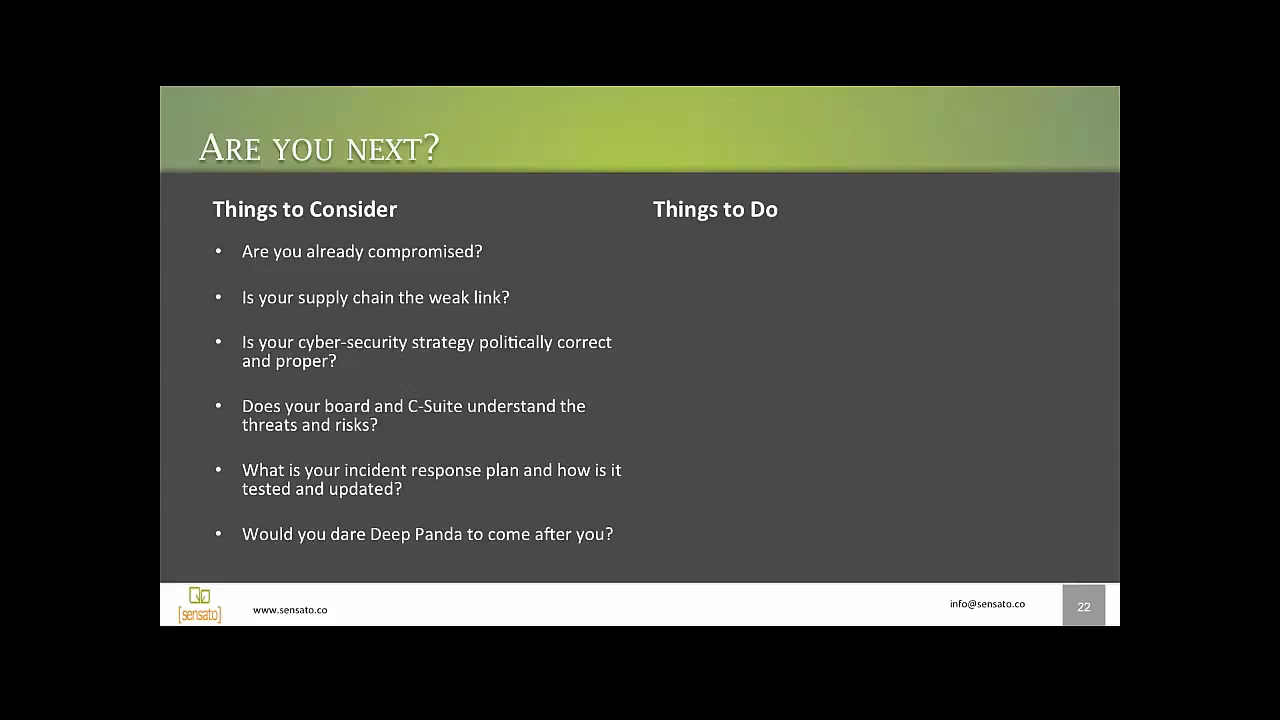 ARE YOU NEXT?
Things to Consider
• Are you already compromised?
• Is your supply chain the weak link?
• Is your cyber-security strategy politically correct
and proper?
• Does your board and C-Suite understand the
threats and risks?
• What is your incident response plan and how is it
tested and updated?
• Would you dare Deep Panda to come after you?
Things to Do
[sensato]
www.sensato.co
info@sensato.co
22